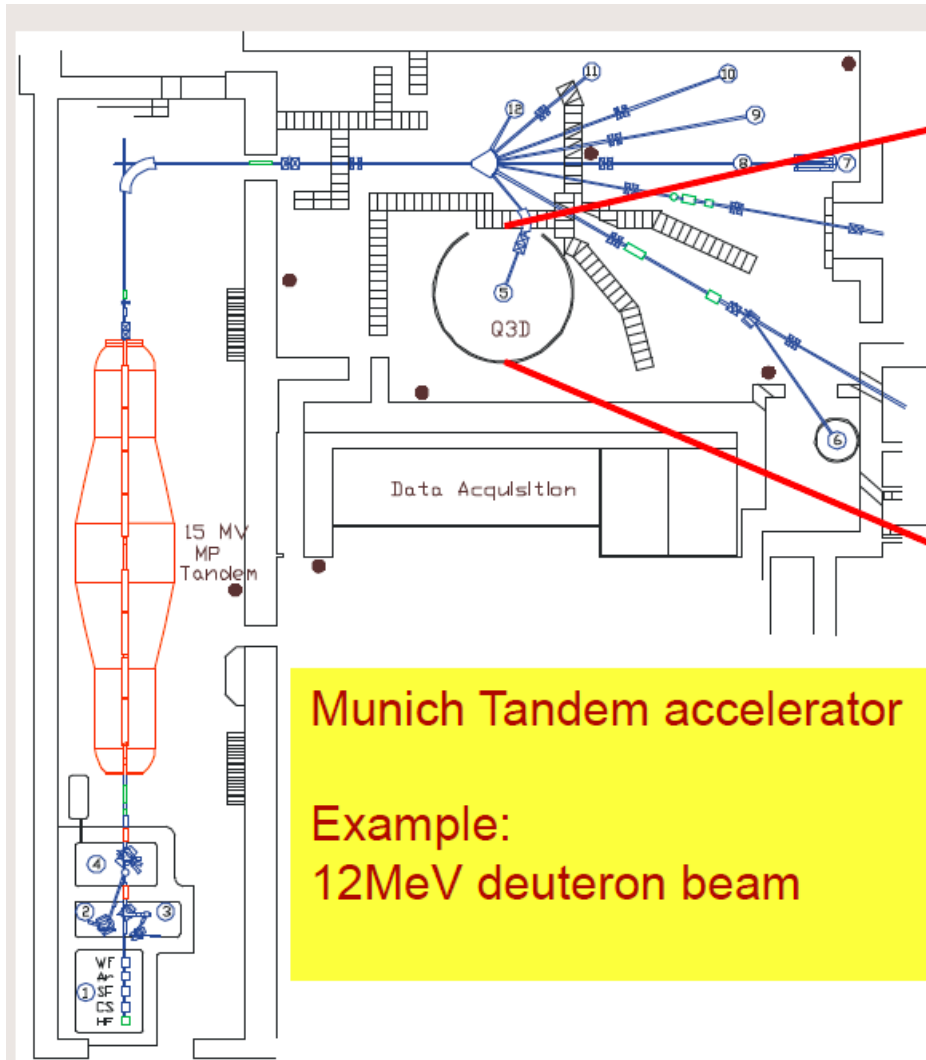 11
10
12
9
8
7
5
Q3D
6
Data Acquisition
15 MV
MP
Tandem
Munich Tandem accelerator
Example:
12MeV deuteron beam
4
2
3
WF
Ar
1
SF
CS
HF